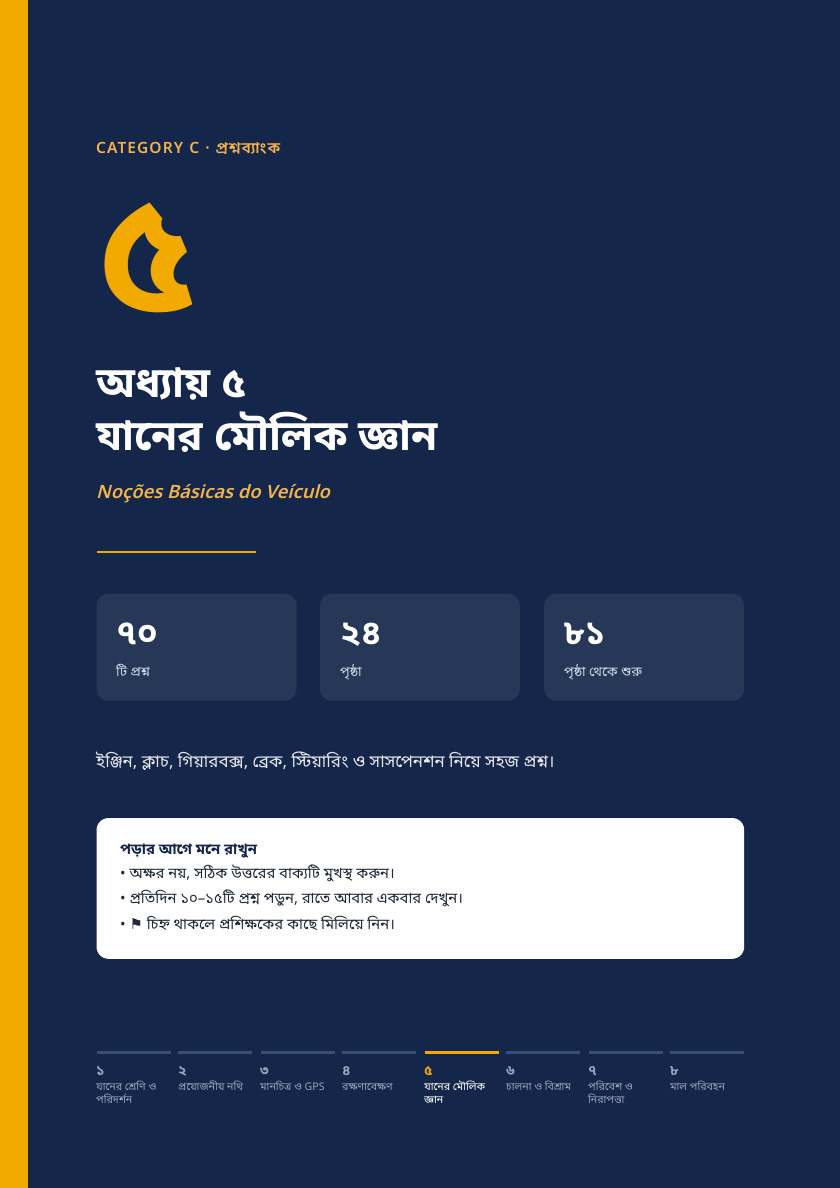 CATEGORY C · প্রশ্নব্যাংক
৫
অধ্যায় ৫
যানের মৌলিক জ্ঞান
Noções Básicas do Veículo
৭০
টি প্রশ্ন
২৪
পৃষ্ঠা
৮১
পৃষ্ঠা থেকে শুরু
ইঞ্জিন, ক্লাচ, গিয়ারবক্স, ব্রেক, স্টিয়ারিং ও সাসপেনশন নিয়ে সহজ প্রশ্ন।
পড়ার আগে মনে রাখুন
• অক্ষর নয়, সঠিক উত্তরের বাক্যটি মুখস্থ করুন।
• প্রতিদিন ১০–১৫টি প্রশ্ন পড়ুন, রাতে আবার একবার দেখুন।
• ⚑ চিহ্ন থাকলে প্রশিক্ষকের কাছে মিলিয়ে নিন।
১
যানের শ্রেণি ও
পরিদর্শন
২
প্রয়োজনীয় নথি
৩
মানচিত্র ও GPS
৪
রক্ষণাবেক্ষণ
৫
যানের মৌলিক
জ্ঞান
৬
চালনা ও বিশ্রাম
৭
পরিবেশ ও
নিরাপত্তা
৮
মাল পরিবহন